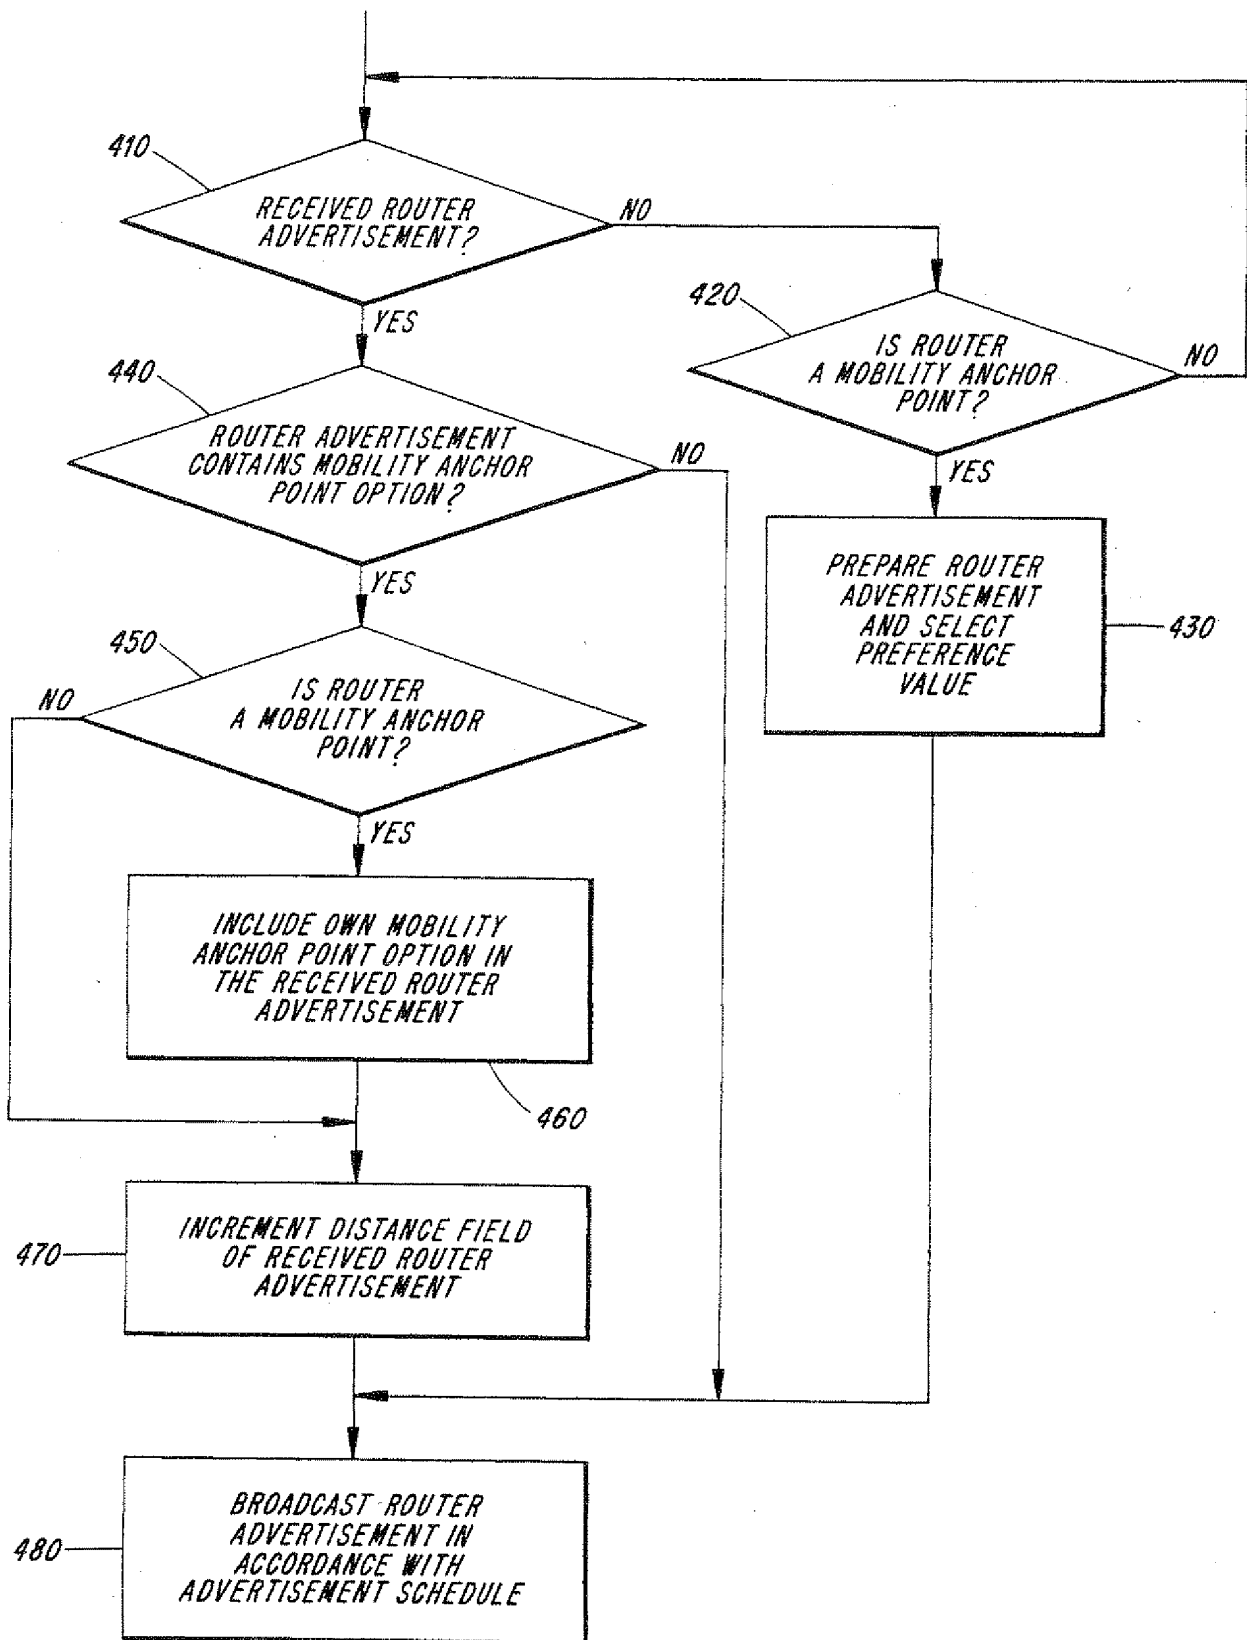 410
RECEIVED ROUTER
ADVERTISEMENT?
NO
YES
420
IS ROUTER
A MOBILITY ANCHOR
POINT?
NO
YES
440
ROUTER ADVERTISEMENT
CONTAINS MOBILITY ANCHOR
POINT OPTION?
NO
YES
PREPARE ROUTER
ADVERTISEMENT
AND SELECT
PREFERENCE
VALUE
430
450
IS ROUTER
A MOBILITY ANCHOR
POINT?
NO
YES
INCLUDE OWN MOBILITY
ANCHOR POINT OPTION IN
THE RECEIVED ROUTER
ADVERTISEMENT
460
470
INCREMENT DISTANCE FIELD
OF RECEIVED ROUTER
ADVERTISEMENT
480
BROADCAST ROUTER
ADVERTISEMENT IN
ACCORDANCE WITH
ADVERTISEMENT SCHEDULE